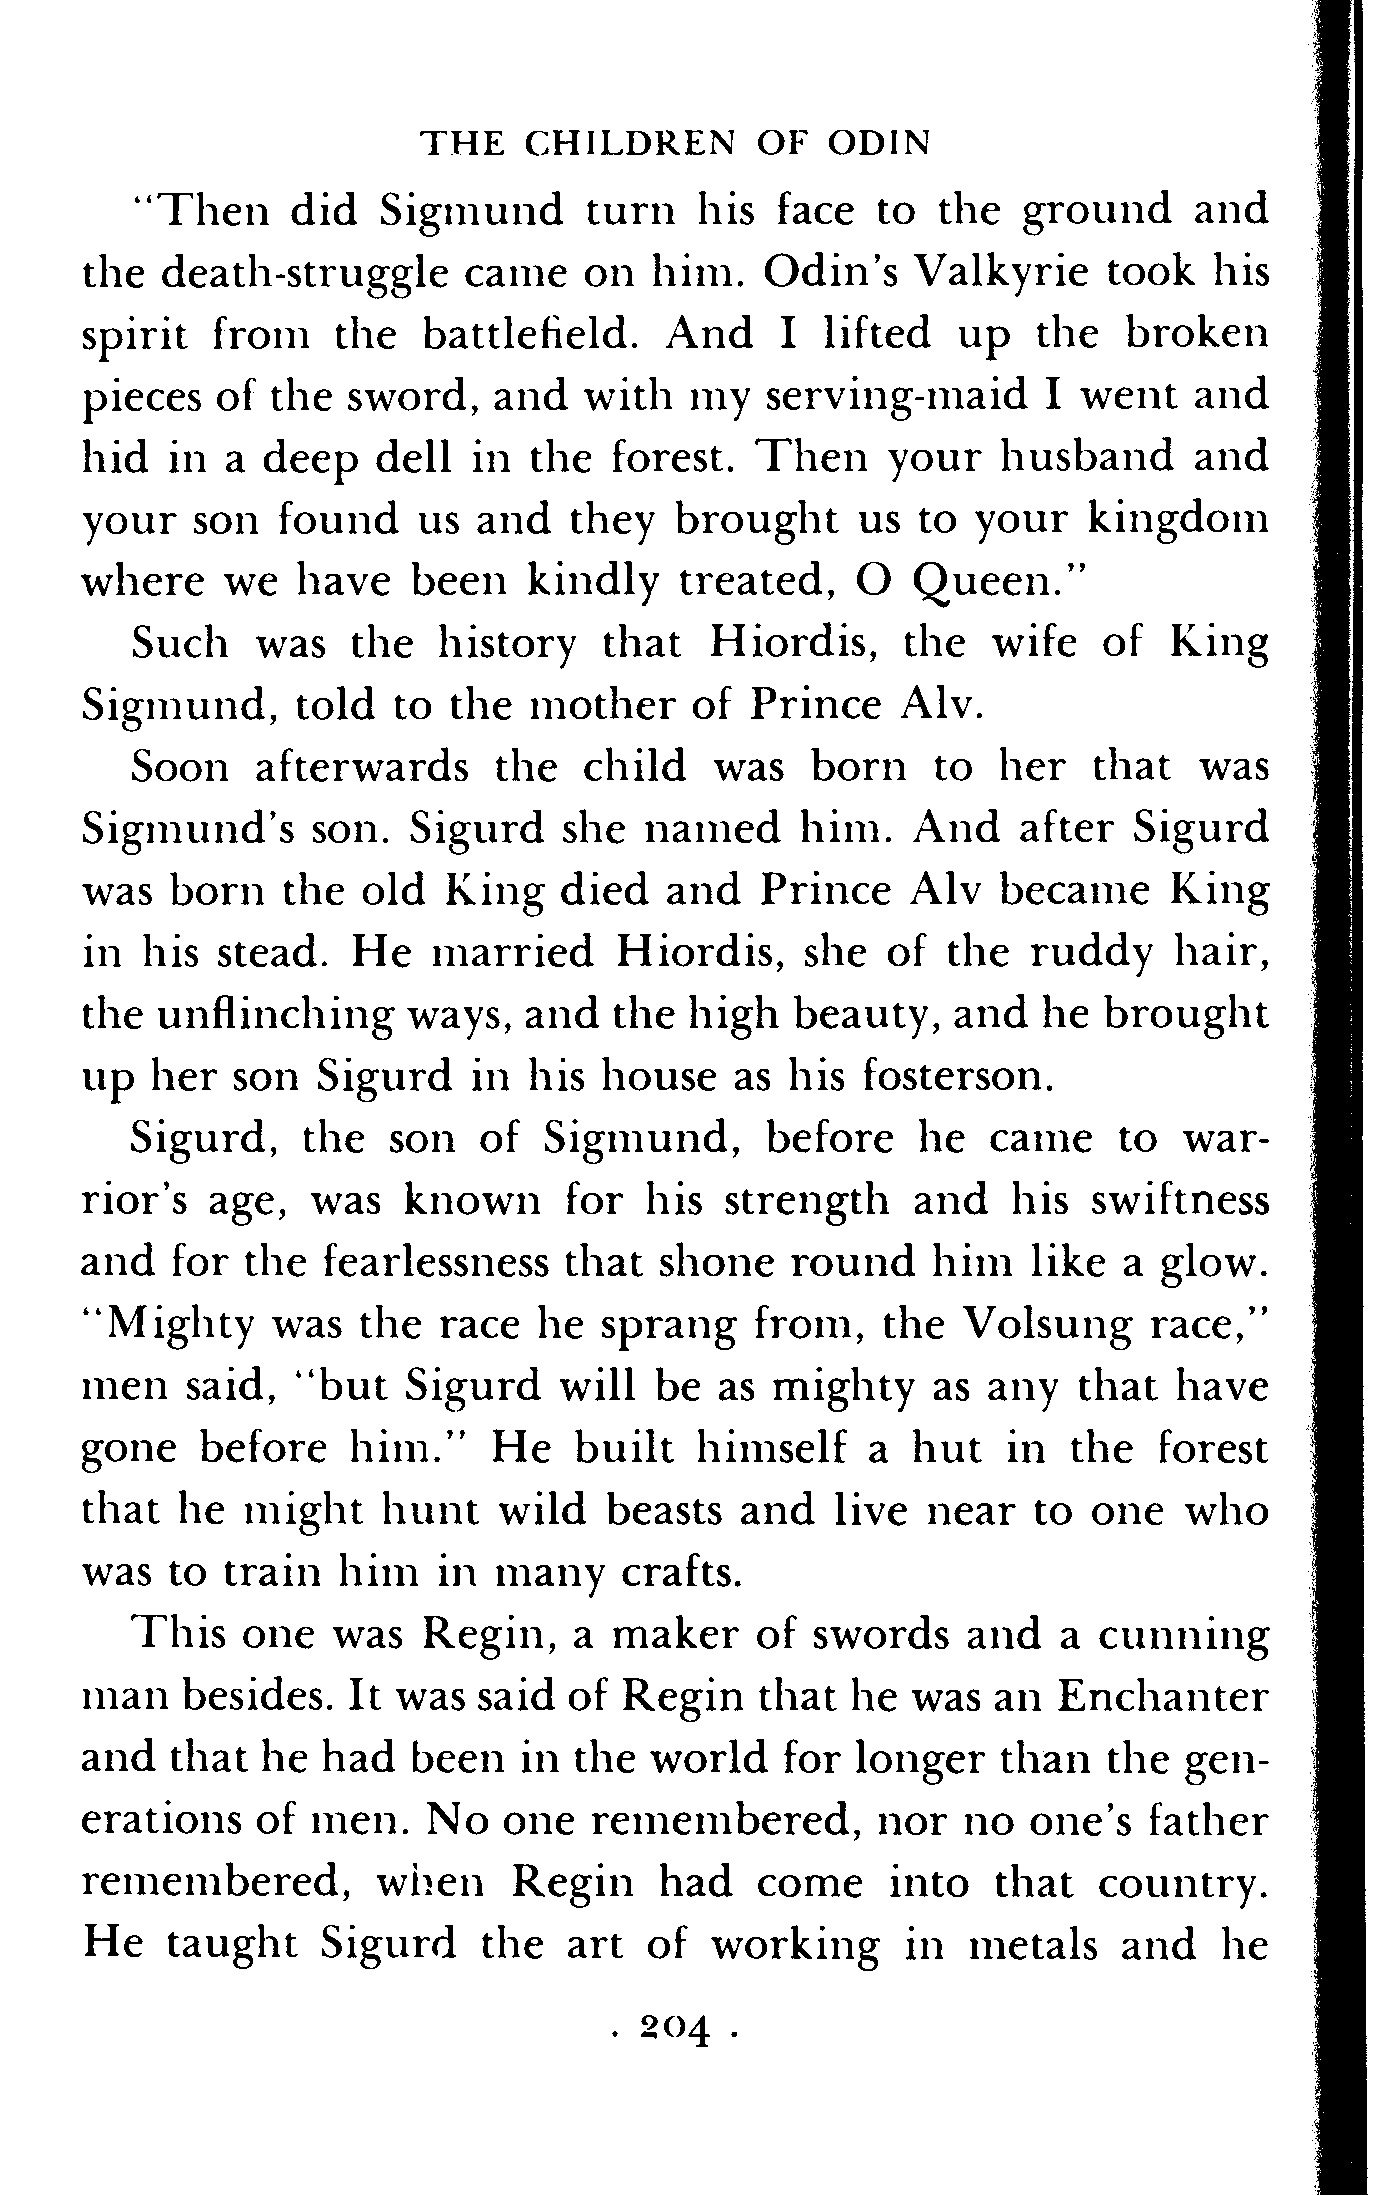 THE CHILDREN OF ODIN
"Then did Sigmund turn his face to the ground and
the death-struggle came on him. Odin's Valkyrie took his
spirit from the battlefield. And I lifted up the broken
pieces of the sword, and with my serving-maid I went and
hid in a deep dell in the forest. Then your husband and
your son found us and they brought us to your kingdom
where we have been kindly treated, O Queen."
Such was the history that Hiordis, the wife of King
Sigmund, told to the mother of Prince Alv.
Soon afterwards the child was born to her that was
Sigmund's son. Sigurd she named him. And after Sigurd
was born the old King died and Prince Alv became King
in his stead. He married Hiordis, she of the ruddy hair,
the unflinching ways, and the high beauty, and he brought
up her son Sigurd in his house as his fosterson.
Sigurd, the son of Sigmund, before he came to war-
rior's age, was known for his strength and his swiftness
and for the fearlessness that shone round him like a glow.
"Mighty was the race he sprang from, the Volsung race,"
men said, "but Sigurd will be as mighty as any that have
gone before him." He built himself a hut in the forest
that he might hunt wild beasts and live near to one who
was to train him in many crafts.
This one was Regin, a maker of swords and a cunning
man besides. It was said of Regin that he was an Enchanter
and that he had been in the world for longer than the gen-
erations of men. No one remembered, nor no one's father
remembered, when Regin had come into that country.
He taught Sigurd the art of working in metals and he
. 204 .